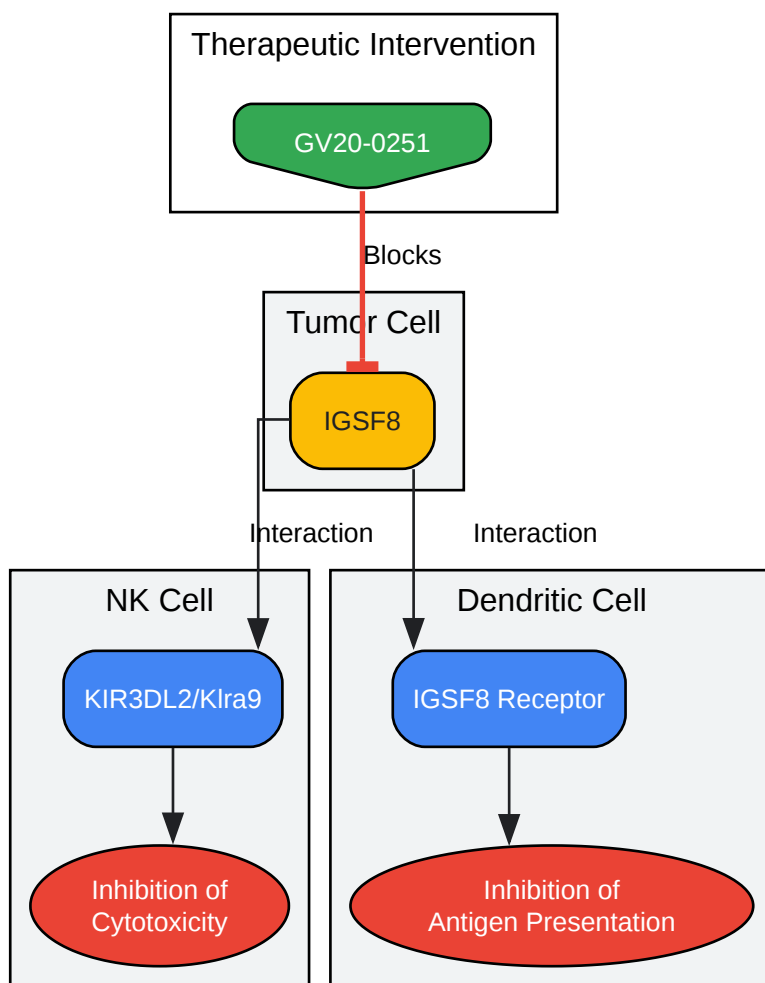 Therapeutic Intervention
GV20-0251
Blocks
Tumor Cell
IGSF8
Interaction
Interaction
NK Cell
Dendritic Cell
KIR3DL2/Klra9
IGSF8 Receptor
Inhibition of
Cytotoxicity
Inhibition of
Antigen Presentation